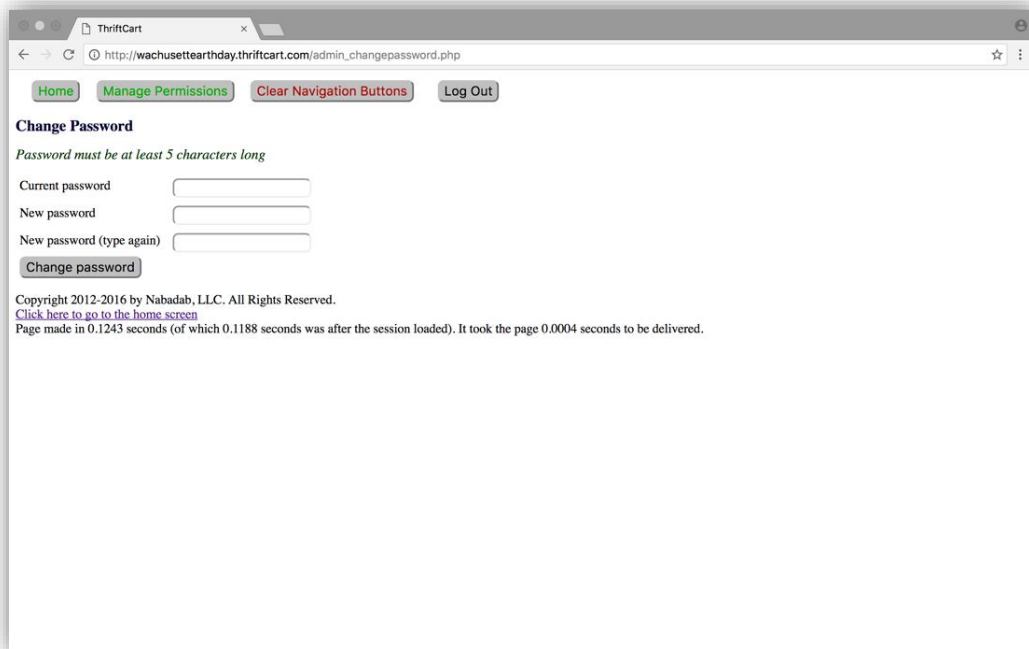 ThriftCart
http://wachusettearthday.thriftcart.com/admin_changepassword.php
Home Manage Permissions Clear Navigation Buttons Log Out
Change Password
Password must be at least 5 characters long
Current password
New password
New password (type again)
Change password
Copyright 2012-2016 by Nabadab, LLC. All Rights Reserved.
Click here to go to the home screen
Page made in 0.1243 seconds (of which 0.1188 seconds was after the session loaded). It took the page 0.0004 seconds to be delivered.